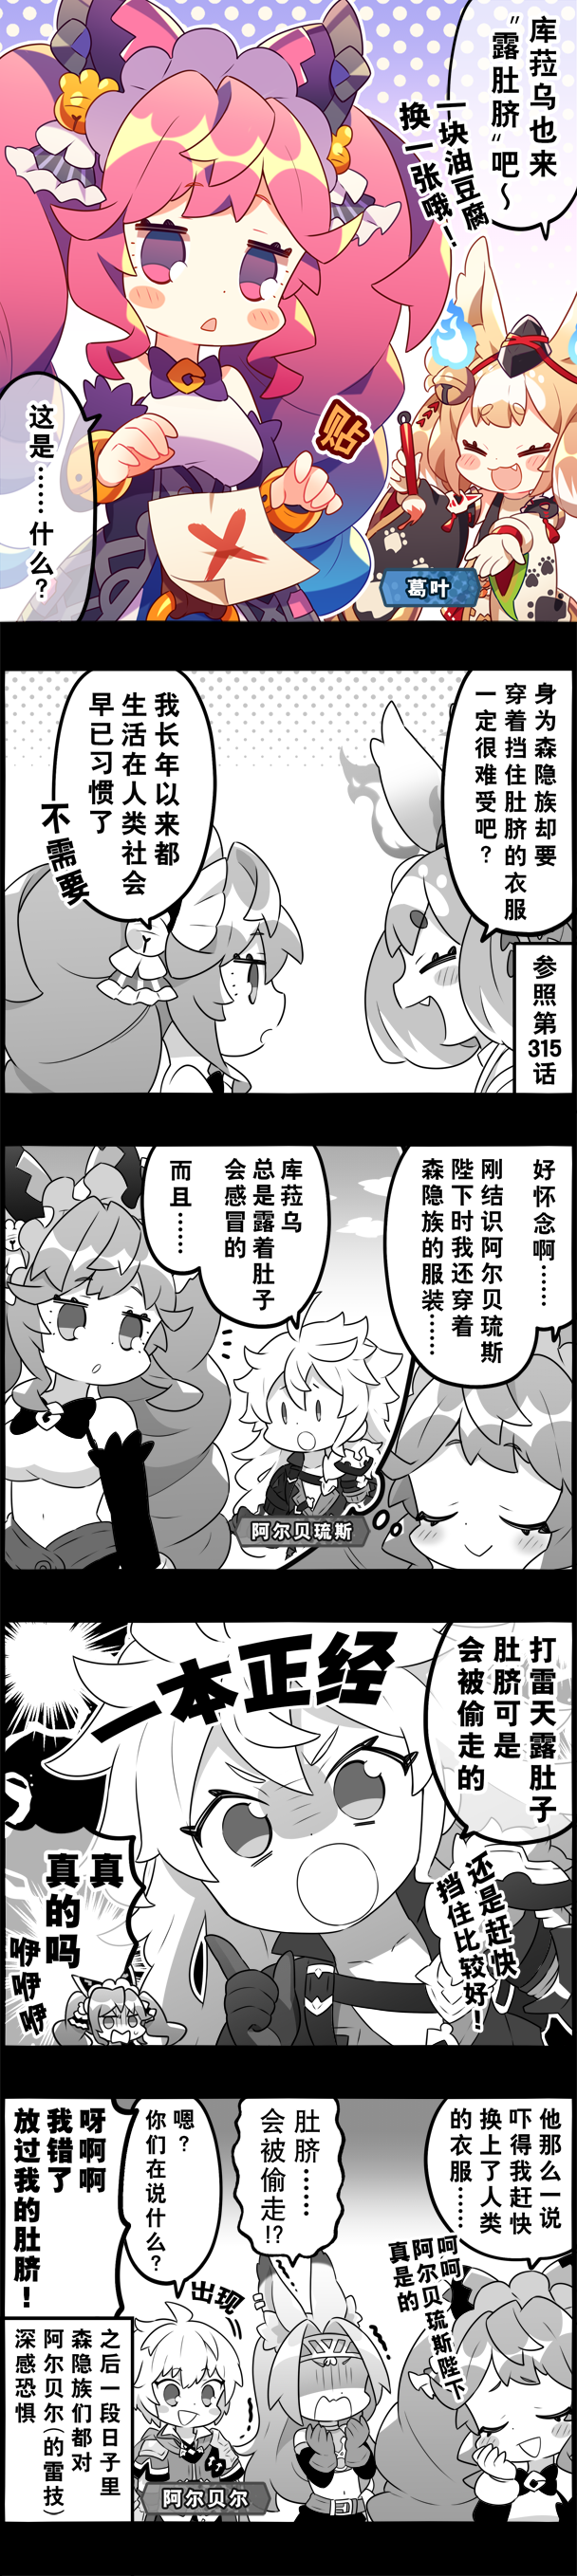 库菈乌也来
“露肚脐”吧～
一块油豆腐
换一张哦！
贴
这是……什么？
葛叶
身为森隐族却要
穿着挡住肚脐的衣服
一定很难受吧？
我长年以来都
生活在人类社会
早已习惯了
不需要
参照第
315
话
好怀念啊……
刚结识阿尔贝琉斯
陛下时我还穿着
森隐族的服装……
库菈乌
总是露着肚子
会感冒的
而且……
阿尔贝琉斯
打雷天露肚子
肚脐可是
会被偷走的
一本正经
还是赶快
挡住比较好！
真
真的吗
咿咿咿
他那么一说
吓得我赶快
换上了人类
的衣服……
呵呵
阿尔贝琉斯陛下
真是的
肚脐……
会被偷走!?
嗯？
你们在说什么？
出现
呀啊啊
我错了
放过我的肚脐！
阿尔贝尔
之后一段日子里
森隐族们都对
阿尔贝尔(的雷技)
深感恐惧